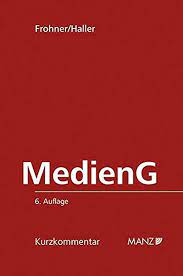 Frohner/Haller
MedienG
6. Auflage
Kurzkommentar
MANZ